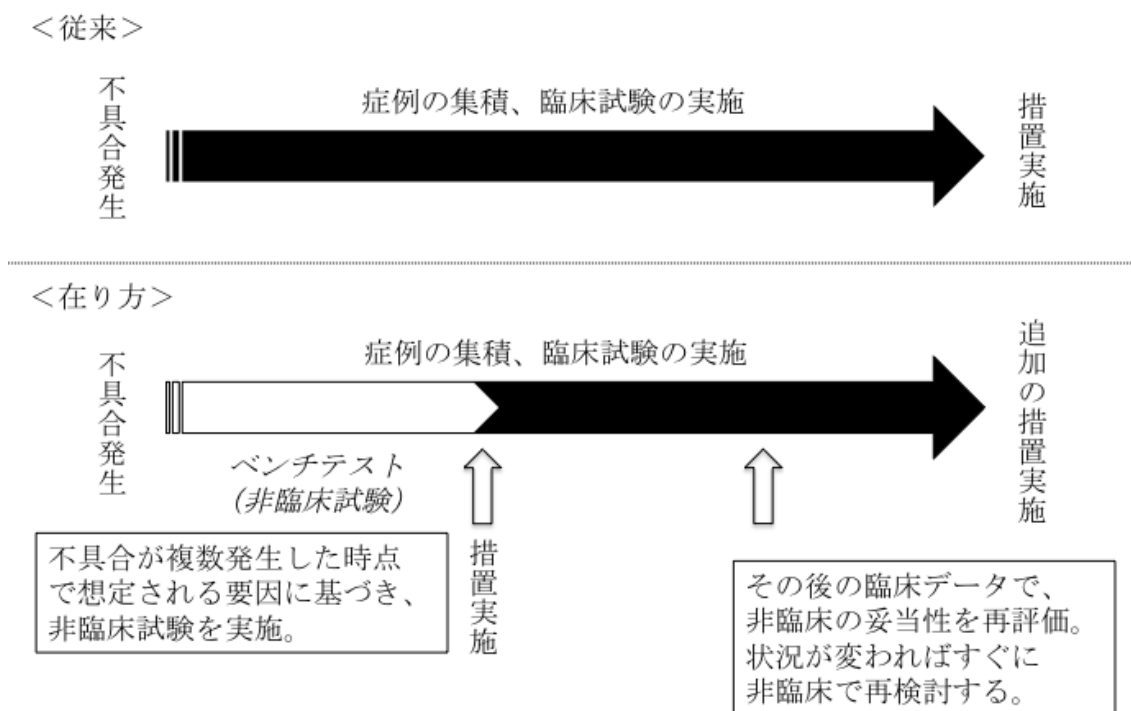 ＜従来＞
不具合発生
症例の集積、臨床試験の実施
措置実施
＜在り方＞
不具合発生
症例の集積、臨床試験の実施
追加の措置実施
ベンチテスト
(非臨床試験)
措置実施
不具合が複数発生した時点
で想定される要因に基づき、
非臨床試験を実施。
その後の臨床データで、
非臨床の妥当性を再評価。
状況が変わればすぐに
非臨床で再検討する。